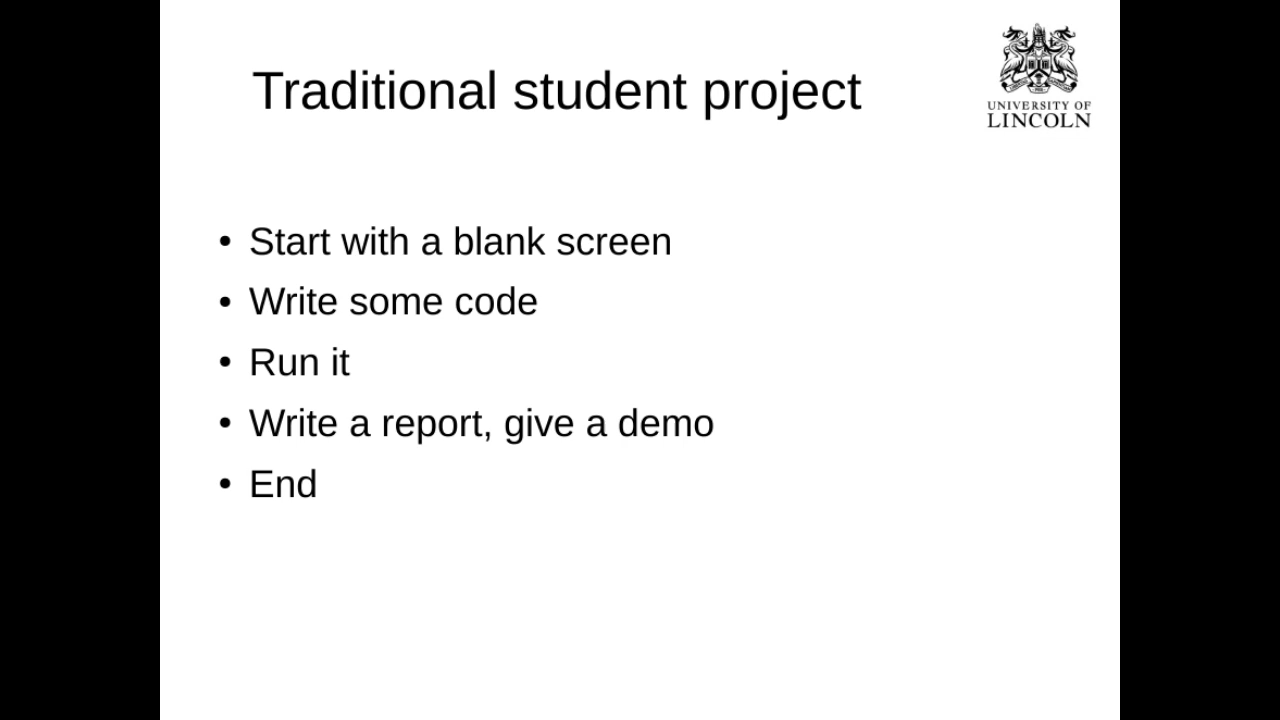 Traditional student project
UNIVERSITY OF
LINCOLN
• Start with a blank screen
• Write some code
• Run it
• Write a report, give a demo
• End